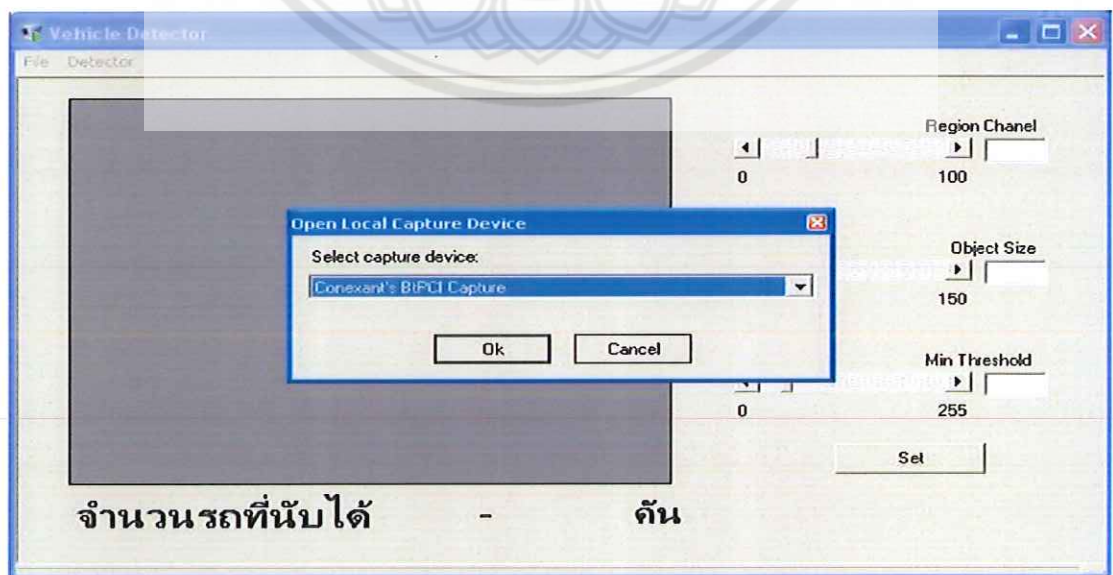 Vehicle Detector
File Detector
Region Chanel
0 100
Open Local Capture Device
Select capture device:
Conexant's BtPCI Capture
Ok Cancel
Object Size
150
Min Threshold
0 255
Set
จำนวนรถที่นับได้ - คัน